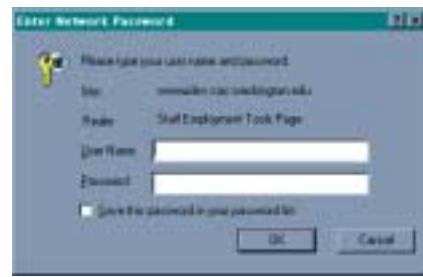 Enter Network Password
Please type your user name and password.
Site:
Realm Staff Employment Tools Page
User Name
Password
Save this password in your password list
OK Cancel